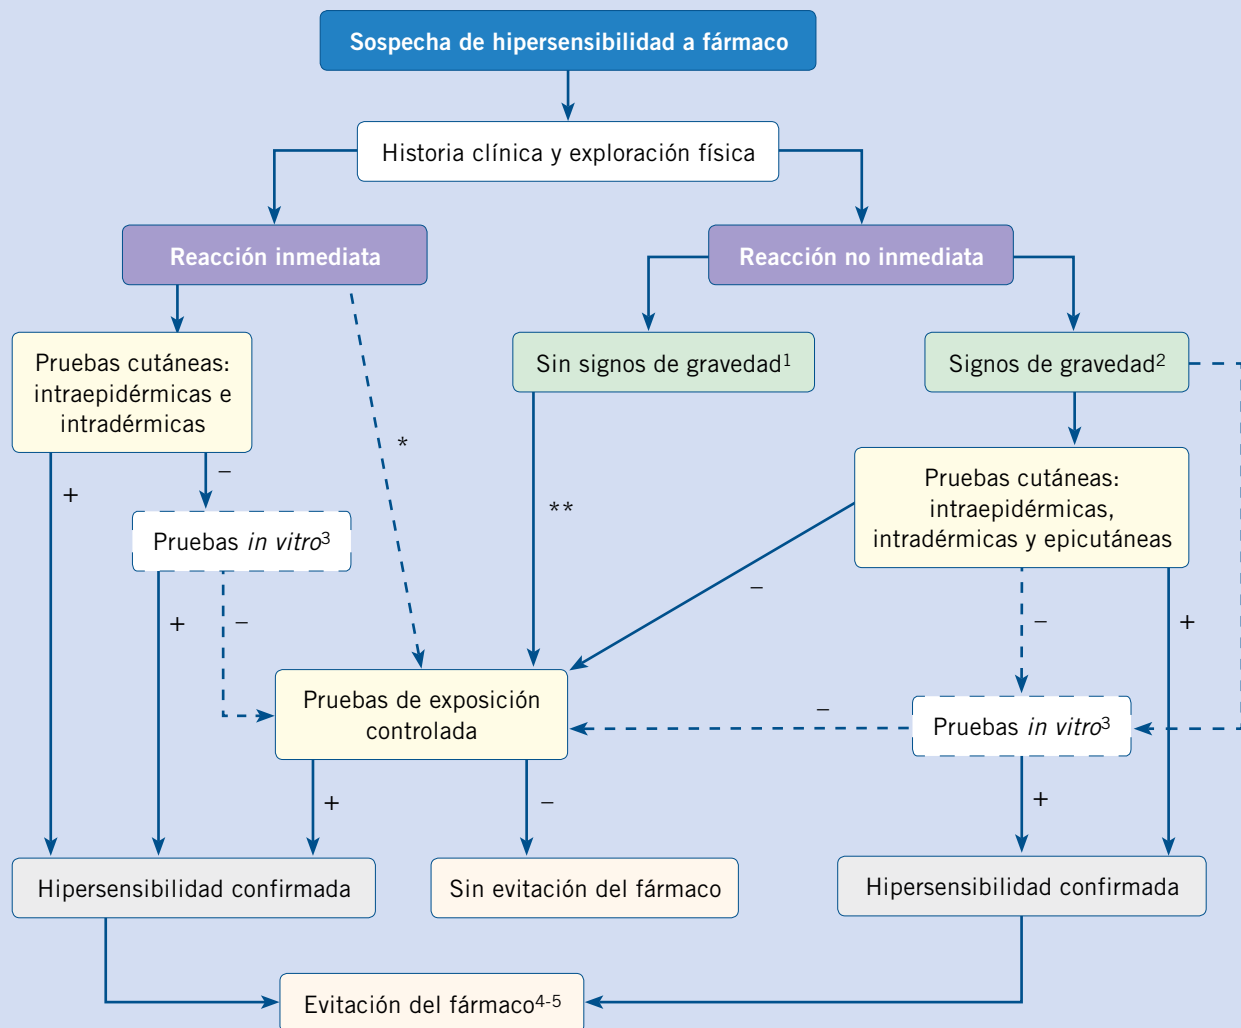 Sospecha de hipersensibilidad a fármaco
Historia clínica y exploración física
Reacción inmediata
Reacción no inmediata
Pruebas cutáneas:
intraepidérmicas e
intradérmicas
Sin signos de gravedad1
Signos de gravedad2
*
**
+
–
Pruebas cutáneas:
intraepidérmicas,
intradérmicas y epicutáneas
Pruebas in vitro3
+
–
–
–
+
Pruebas de exposición
controlada
–
Pruebas in vitro3
+
–
+
Hipersensibilidad confirmada
Sin evitación del fármaco
Hipersensibilidad confirmada
Evitación del fármaco4-5